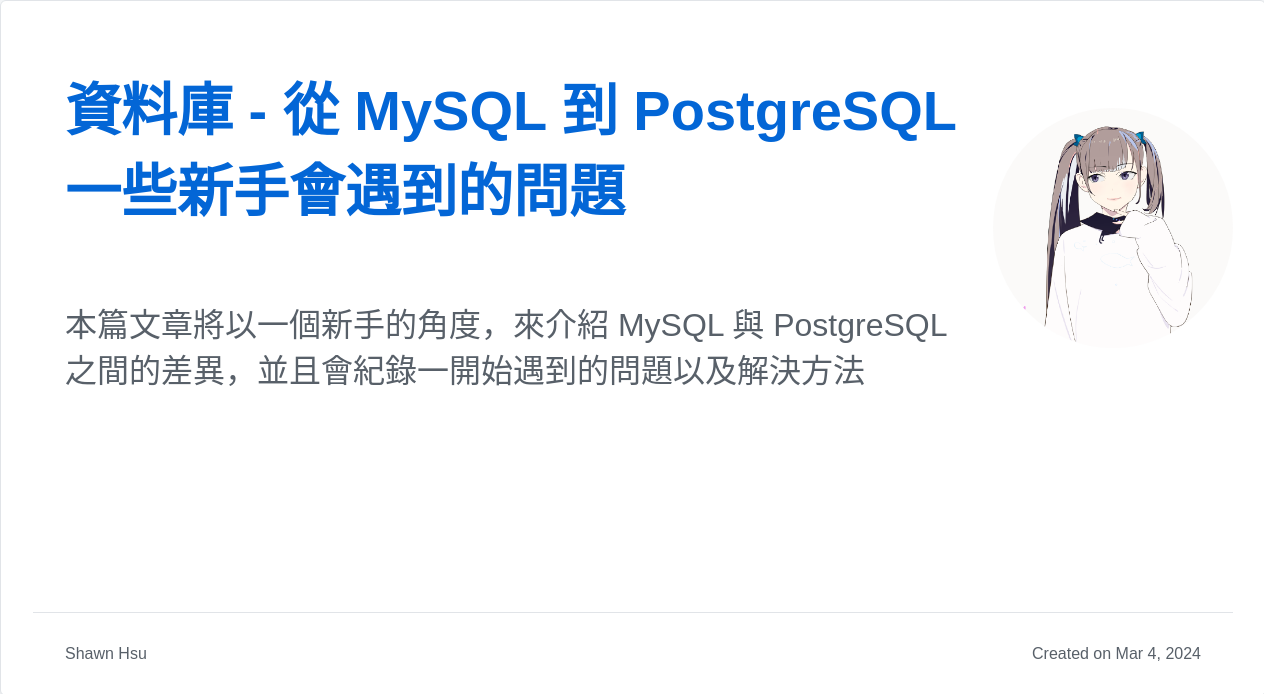 資料庫 - 從 MySQL 到 PostgreSQL
一些新手會遇到的問題
本篇文章將以一個新手的角度，來介紹 MySQL 與 PostgreSQL
之間的差異，並且會紀錄一開始遇到的問題以及解決方法
Shawn Hsu
Created on Mar 4, 2024